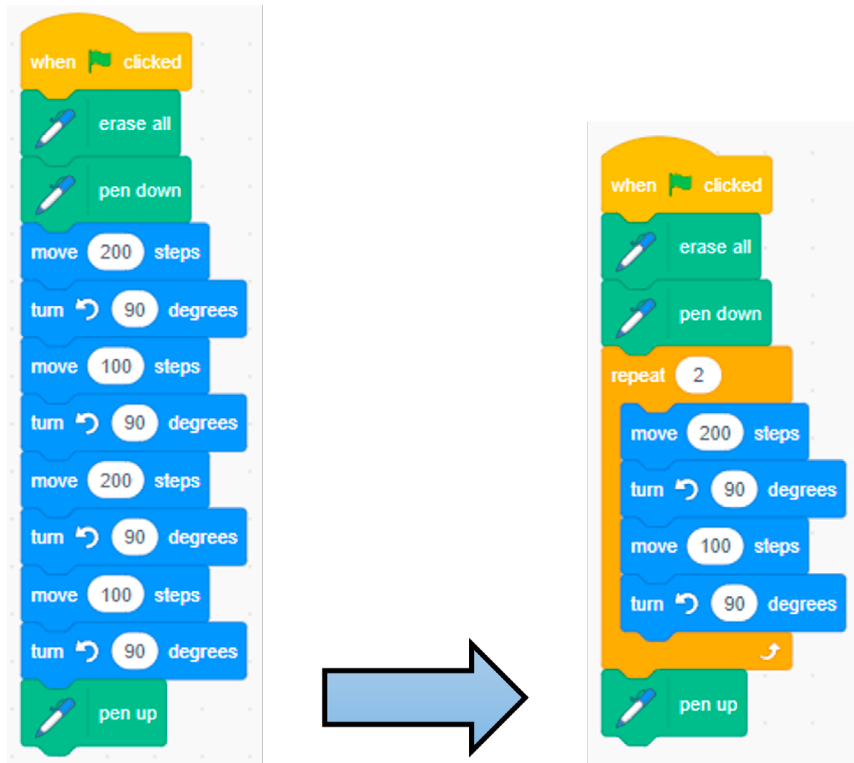 when clicked
erase all
pen down
move 200 steps
turn 90 degrees
move 100 steps
turn 90 degrees
move 200 steps
turn 90 degrees
move 100 steps
turn 90 degrees
pen up
when clicked
erase all
pen down
repeat 2
move 200 steps
turn 90 degrees
move 100 steps
turn 90 degrees
pen up